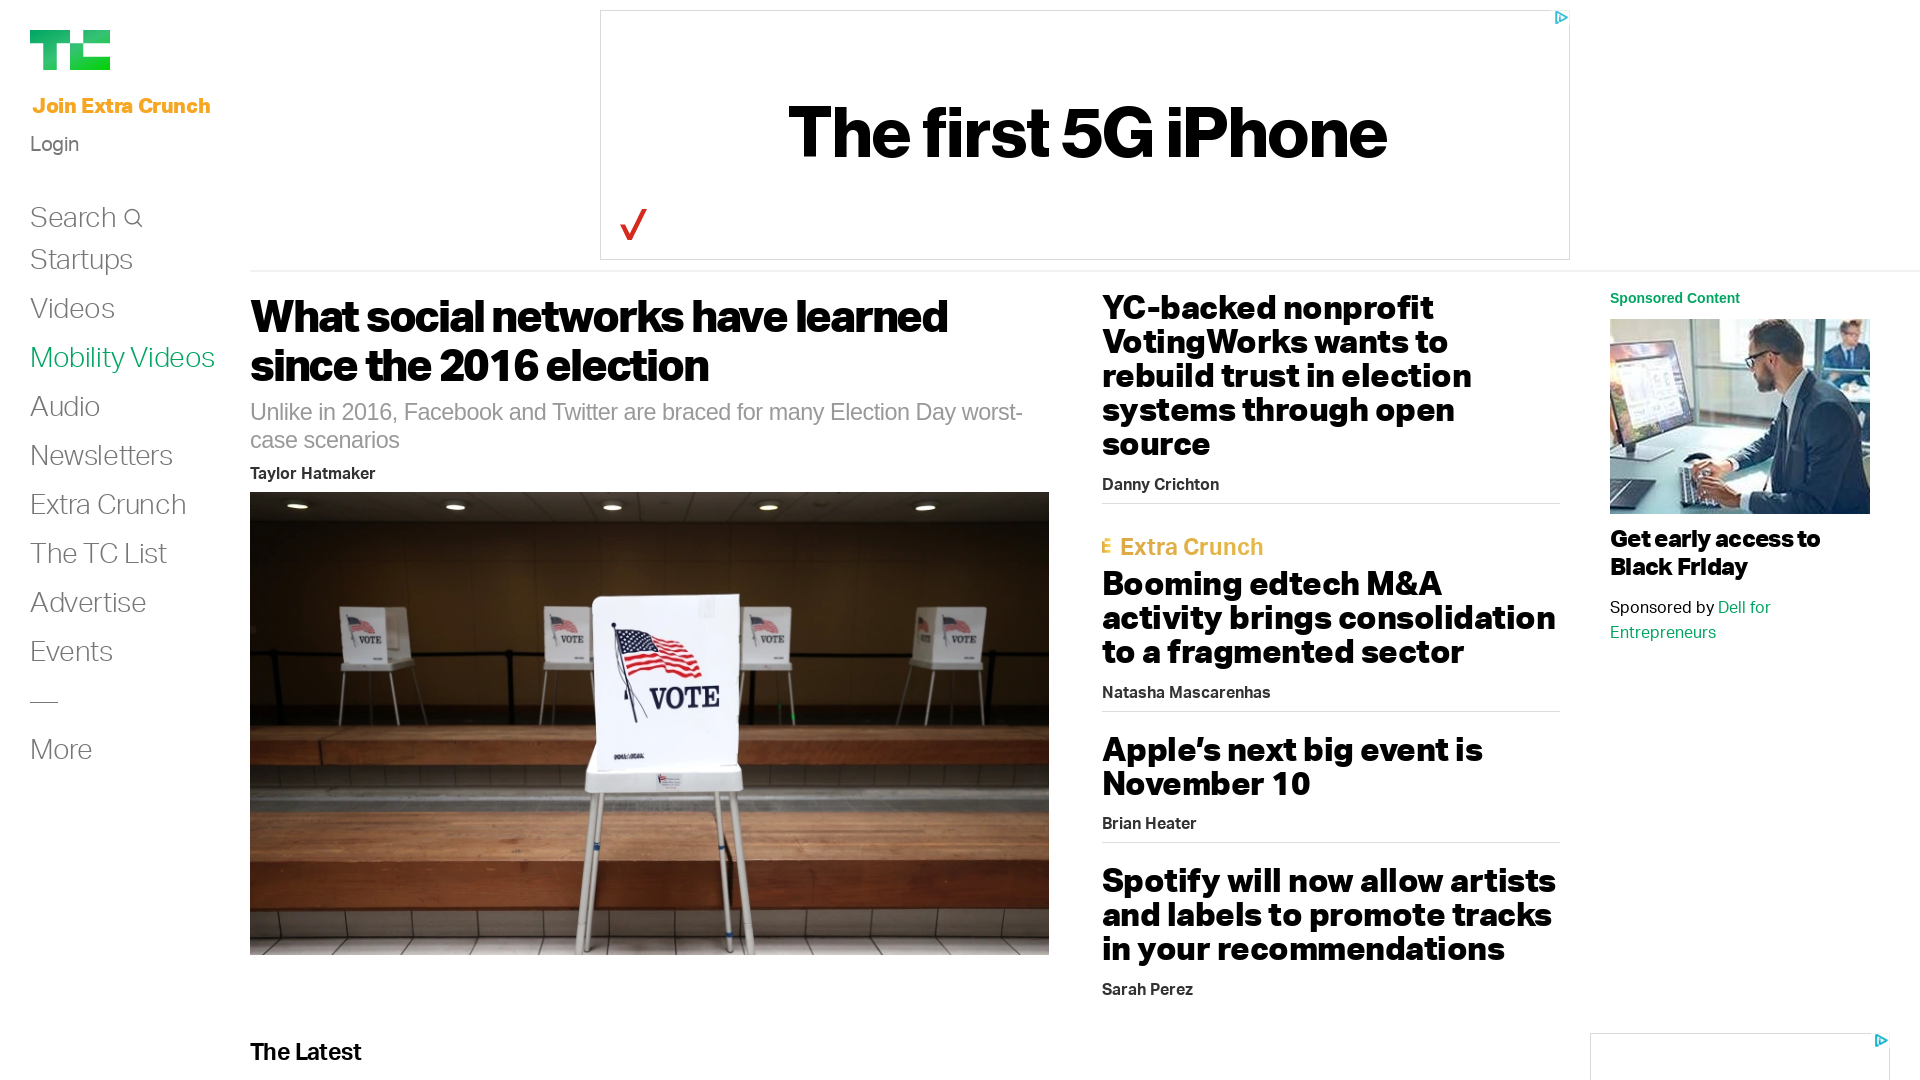 TC
Join Extra Crunch
Login
Search
Startups
Videos
Mobility Videos
Audio
Newsletters
Extra Crunch
The TC List
Advertise
Events
More
The first 5G iPhone
What social networks have learned
since the 2016 election
Unlike in 2016, Facebook and Twitter are braced for many Election Day worst-
case scenarios
Taylor Hatmaker
VOTE
VOTE
VOTE
VOTE
VOTE
YC-backed nonprofit
VotingWorks wants to
rebuild trust in election
systems through open
source
Danny Crichton
Extra Crunch
Booming edtech M&A
activity brings consolidation
to a fragmented sector
Natasha Mascarenhas
Apple’s next big event is
November 10
Brian Heater
Spotify will now allow artists
and labels to promote tracks
in your recommendations
Sarah Perez
Sponsored Content
Get early access to
Black Friday
Sponsored by Dell for
Entrepreneurs
The Latest